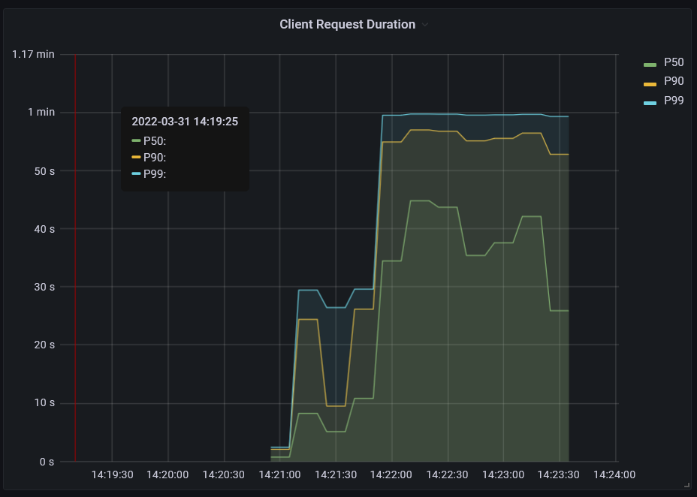 Client Request Duration
1.17 min
1 min
50 s
40 s
30 s
20 s
10 s
0 s
2022-03-31 14:19:25
P50:
P90:
P99:
P50
P90
P99
14:19:30 14:20:00 14:20:30 14:21:00 14:21:30 14:22:00 14:22:30 14:23:00 14:23:30 14:24:00